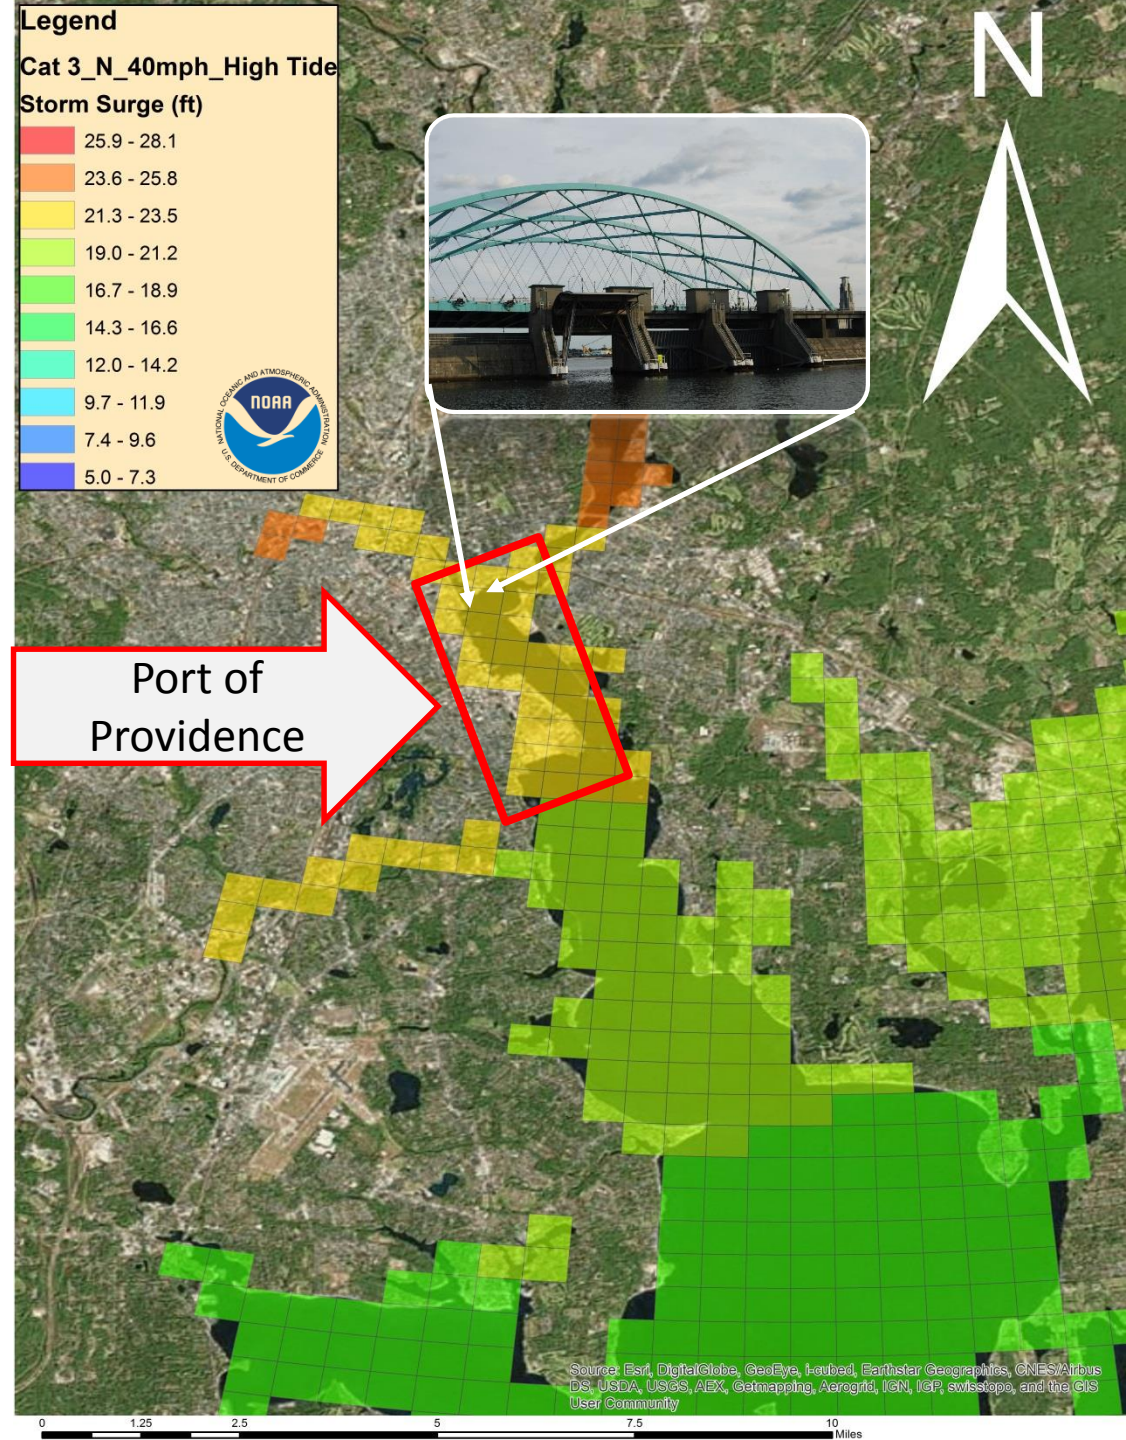 Legend
Cat 3_N_40mph_High Tide
Storm Surge (ft)
25.9 - 28.1
23.6 - 25.8
21.3 - 23.5
19.0 - 21.2
16.7 - 18.9
14.3 - 16.6
12.0 - 14.2
9.7 - 11.9
7.4 - 9.6
5.0 - 7.3
NATIONAL OCEANIC AND ATMOSPHERIC ADMINISTRATION
NOAA
U.S. DEPARTMENT OF COMMERCE
N
Port of
Providence
Source: Esri, DigitalGlobe, GeoEye, i-cubed, Earthstar Geographics, CNES/Airbus
DS, USDA, USGS, AEX, Getmapping, Aerogrid, IGN, IGP, swisstopo, and the GIS
User Community
0 1.25 2.5 5 7.5 10
Miles